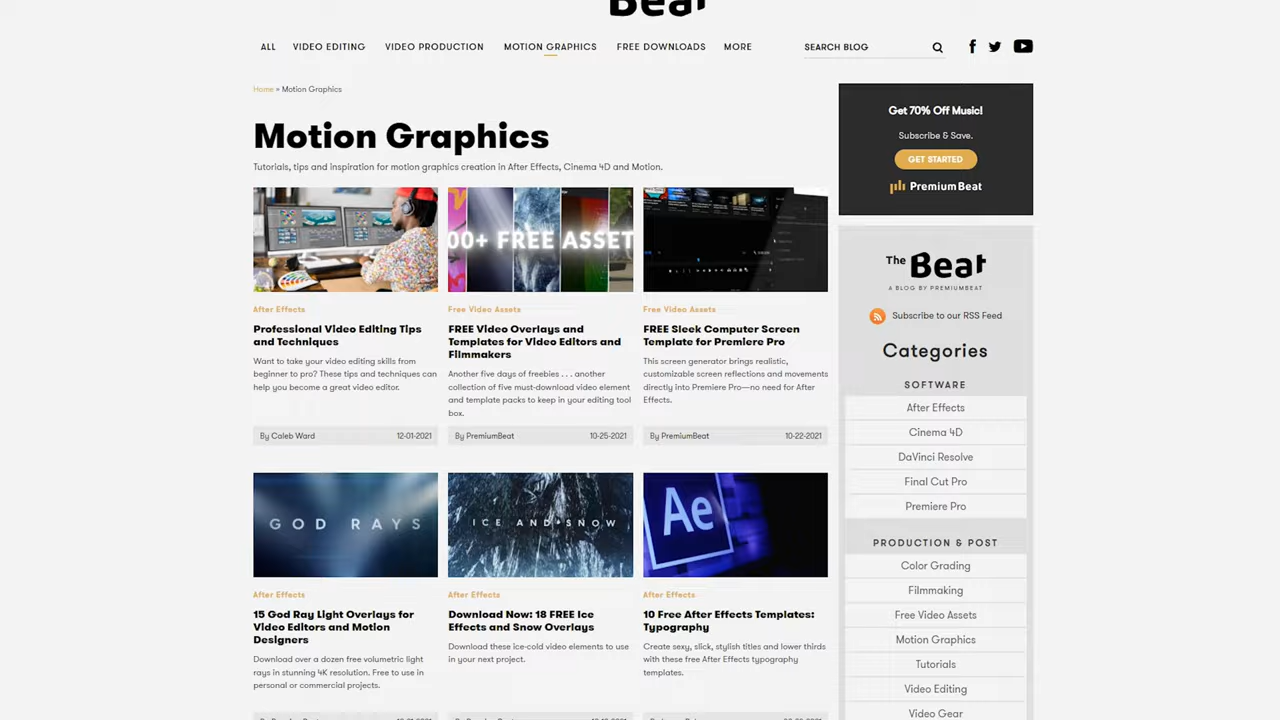 Beat
ALL VIDEO EDITING VIDEO PRODUCTION MOTION GRAPHICS FREE DOWNLOADS MORE SEARCH BLOG
Home » Motion Graphics
Motion Graphics
Tutorials, tips and inspiration for motion graphics creation in After Effects, Cinema 4D and Motion.
After Effects
Professional Video Editing Tips
and Techniques
Want to take your video editing skills from
beginner to pro? These tips and techniques can
help you become a great video editor.
By Caleb Ward 12-01-2021
00+ FREE ASSET
Free Video Assets
FREE Video Overlays and
Templates for Video Editors and
Filmmakers
Another five days of freebies . . . another
collection of five must-download video element
and template packs to keep in your editing tool
box.
By PremiumBeat 10-25-2021
Free Video Assets
FREE Sleek Computer Screen
Template for Premiere Pro
This screen generator brings realistic,
customizable screen reflections and movements
directly into Premiere Pro—no need for After
Effects.
By PremiumBeat 10-22-2021
GOD RAYS
After Effects
15 God Ray Light Overlays for
Video Editors and Motion
Designers
Download over a dozen free volumetric light
rays in stunning 4K resolution. Free to use in
personal or commercial projects.
ICE AND SNOW
After Effects
Download Now: 18 FREE Ice
Effects and Snow Overlays
Download these ice-cold video elements to use
in your next project.
Ae
After Effects
10 Free After Effects Templates:
Typography
Create sexy, slick, stylish titles and lower thirds
with these free After Effects typography
templates.
Get 70% Off Music!
Subscribe & Save.
GET STARTED
PremiumBeat
The Beat
A BLOG BY PREMIUMBEAT
Subscribe to our RSS Feed
Categories
SOFTWARE
After Effects
Cinema 4D
DaVinci Resolve
Final Cut Pro
Premiere Pro
PRODUCTION & POST
Color Grading
Filmmaking
Free Video Assets
Motion Graphics
Tutorials
Video Editing
Video Gear